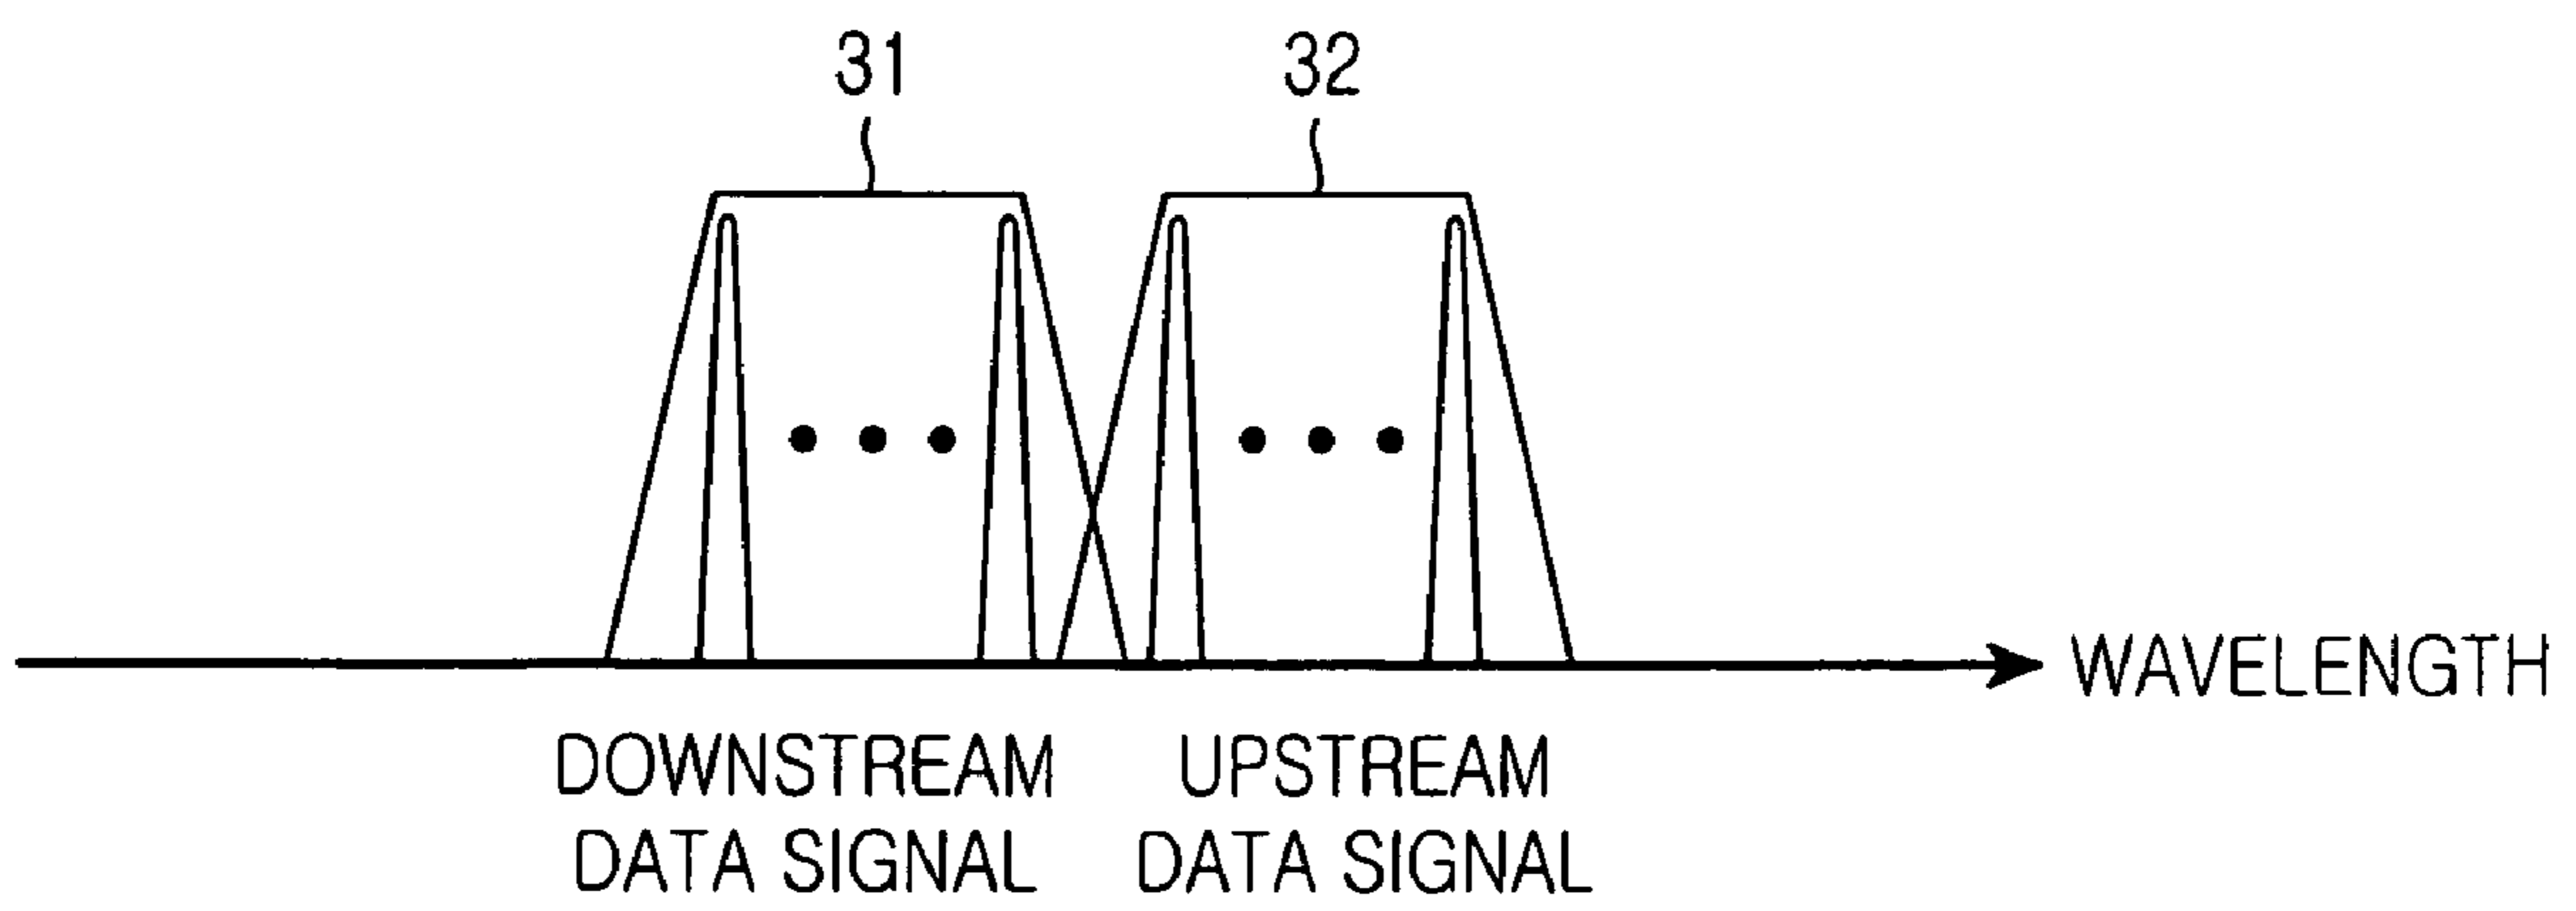 31
32
WAVELENGTH
DOWNSTREAM
DATA SIGNAL
UPSTREAM
DATA SIGNAL